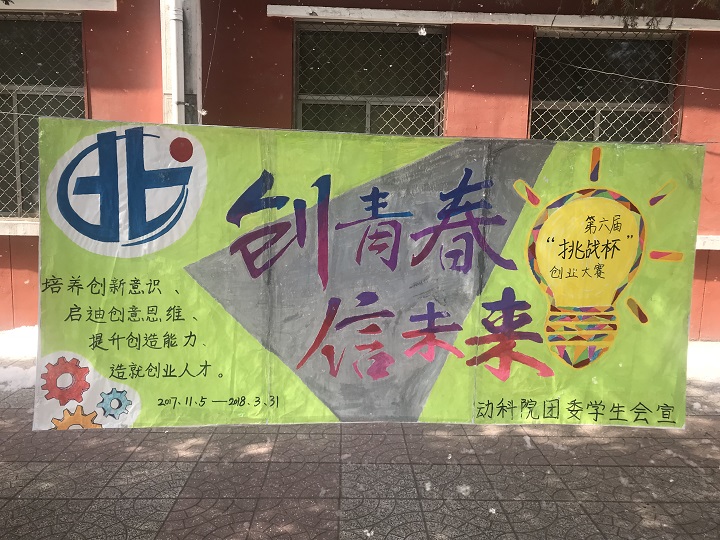 北
创青春
信未来
第六届
“挑战杯”
创业大赛
培养创新意识、
启迪创意思维、
提升创造能力、
造就创业人才。
2017.11.5—2018.3.31
动科院团委学生会宣